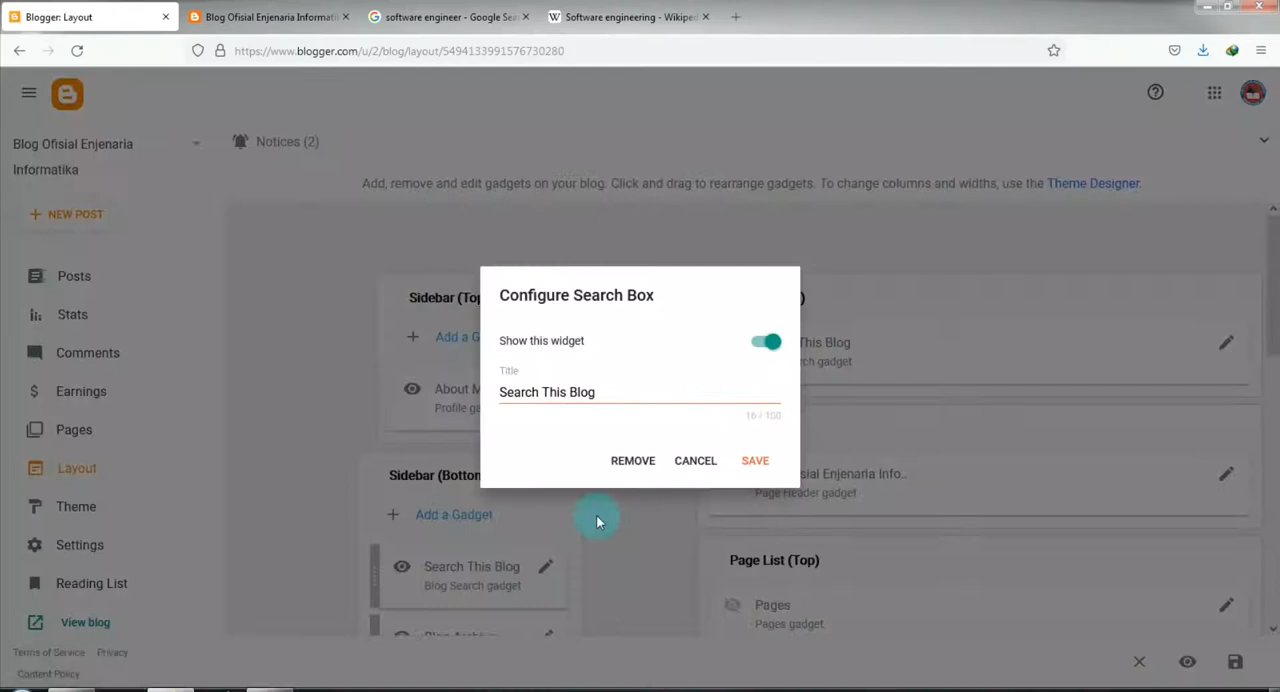 Blogger: Layout
Blog Ofisial Enjenaria Informati
software engineer - Google Sea
Software engineering - Wikiped
https://www.blogger.com/u/2/blog/layout/5494133991576730280
Blog Ofisial Enjenaria
Informatika
Notices (2)
Add, remove and edit gadgets on your blog. Click and drag to rearrange gadgets. To change columns and widths, use the Theme Designer.
+ NEW POST
Posts
Stats
Comments
Earnings
Pages
Layout
Theme
Settings
Reading List
View blog
Terms of Service Privacy
Content Policy
Sidebar (Top
Add a G
About M
Profile ga
Sidebar (Bottom
Add a Gadget
Search This Blog
Blog Search gadget
Blog Archive
Configure Search Box
Show this widget
Title
Search This Blog
16 / 100
REMOVE CANCEL SAVE
)
This Blog
rch gadget
sial Enjenaria Info..
Page Header gadget
Page List (Top)
Pages
Pages gadget